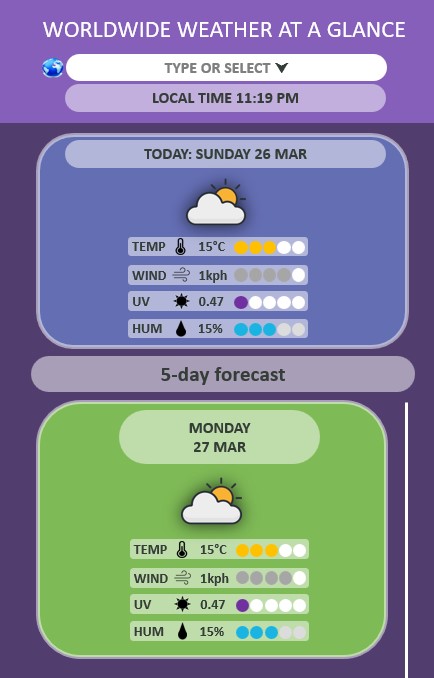 WORLDWIDE WEATHER AT A GLANCE
TYPE OR SELECT
LOCAL TIME 11:19 PM
TODAY: SUNDAY 26 MAR
TEMP 15°C
WIND 1kph
UV 0.47
HUM 15%
5-day forecast
MONDAY
27 MAR
TEMP 15°C
WIND 1kph
UV 0.47
HUM 15%